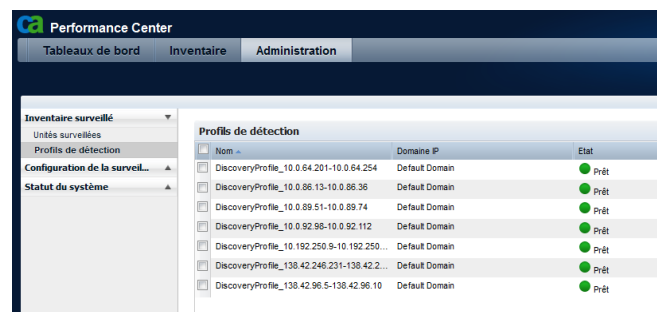 ca Performance Center
Tableaux de bord Inventaire Administration
Inventaire surveillé
Unités surveillées
Profils de détection
Configuration de la surveil...
Statut du système
Profils de détection
Nom Domaine IP Etat
DiscoveryProfile_10.0.64.201-10.0.64.254 Default Domain Prêt
DiscoveryProfile_10.0.86.13-10.0.86.36 Default Domain Prêt
DiscoveryProfile_10.0.89.51-10.0.89.74 Default Domain Prêt
DiscoveryProfile_10.0.92.98-10.0.92.112 Default Domain Prêt
DiscoveryProfile_10.192.250.9-10.192.250... Default Domain Prêt
DiscoveryProfile_138.42.246.231-138.42.2... Default Domain Prêt
DiscoveryProfile_138.42.96.5-138.42.96.10 Default Domain Prêt